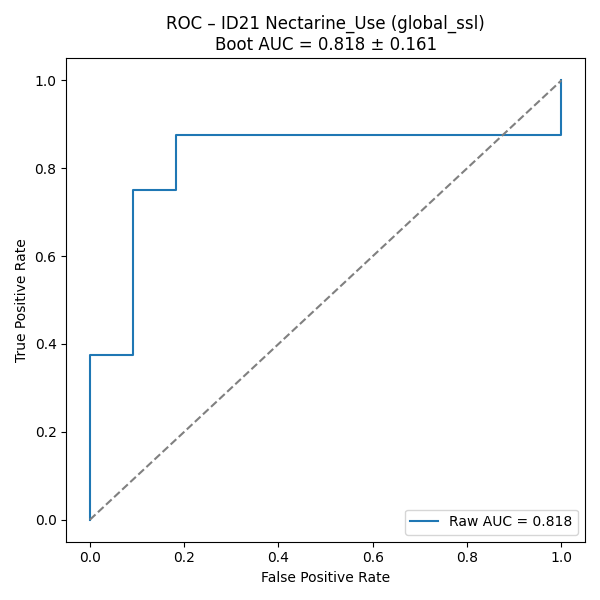 ROC – ID21 Nectarine_Use (global_ssl)
Boot AUC = 0.818 ± 0.161
True Positive Rate
1.0
0.8
0.6
0.4
0.2
0.0
Raw AUC = 0.818
0.0 0.2 0.4 0.6 0.8 1.0
False Positive Rate